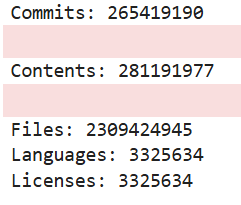 Commits: 265419190
Contents: 281191977
Files: 2309424945
Languages: 3325634
Licenses: 3325634